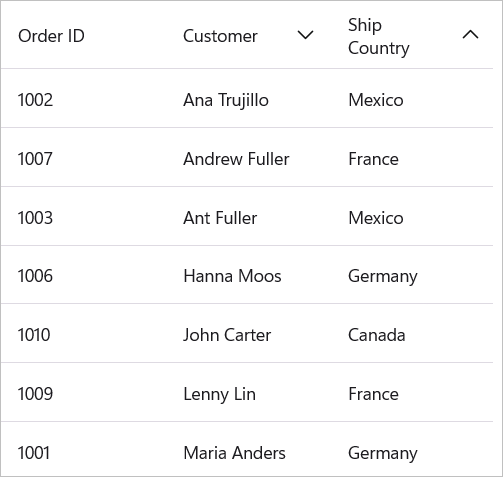 Order ID Customer Ship Country
1002 Ana Trujillo Mexico
1007 Andrew Fuller France
1003 Ant Fuller Mexico
1006 Hanna Moos Germany
1010 John Carter Canada
1009 Lenny Lin France
1001 Maria Anders Germany